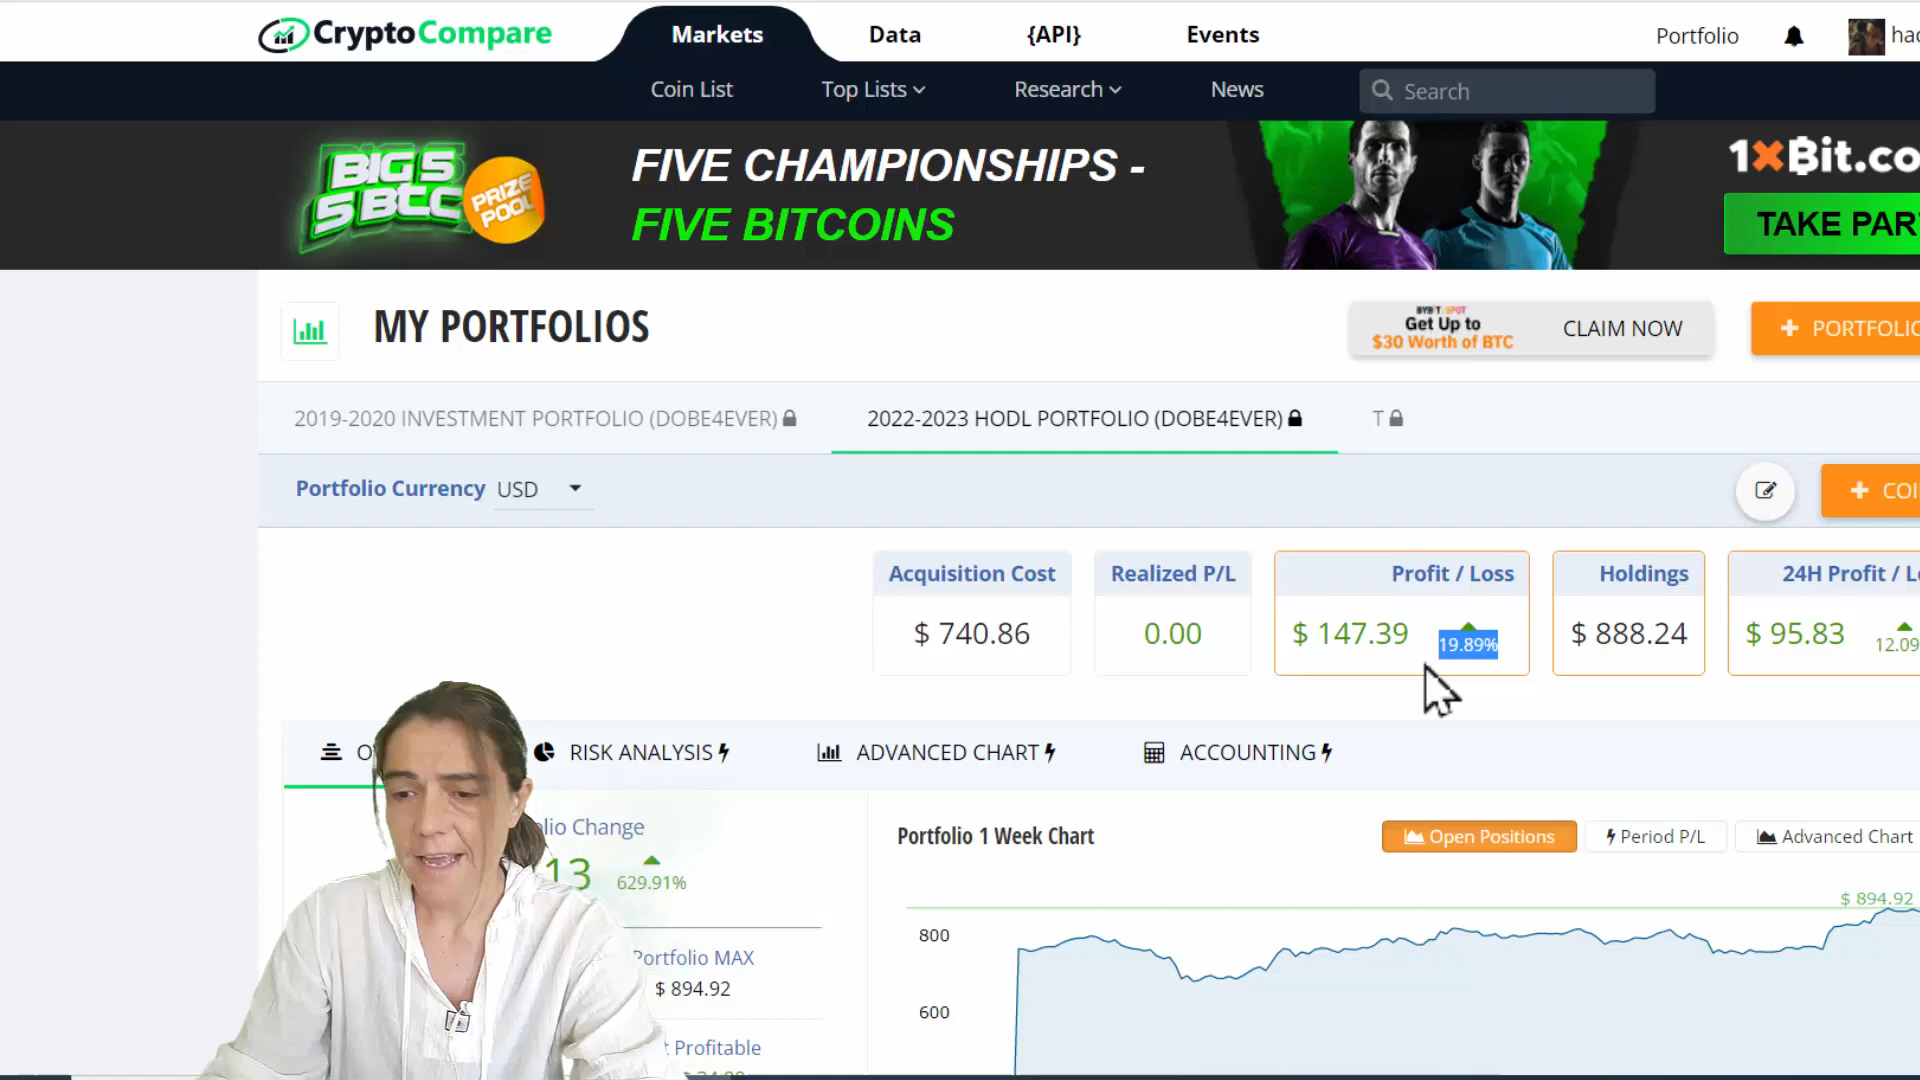 CryptoCompare
Markets
Data
{API}
Events
Portfolio
Coin List
Top Lists
Research
News
Search
BIG 5
5 BTC
PRIZE
POOL
FIVE CHAMPIONSHIPS -
FIVE BITCOINS
1xBit.co
TAKE PAR
MY PORTFOLIOS
BYBIT SPOT
Get Up to
$30 Worth of BTC
CLAIM NOW
PORTFOLIO
2019-2020 INVESTMENT PORTFOLIO (DOBE4EVER)
2022-2023 HODL PORTFOLIO (DOBE4EVER)
T
Portfolio Currency USD
COI
Acquisition Cost
$ 740.86
Realized P/L
0.00
Profit / Loss
$ 147.39
19.89%
Holdings
$ 888.24
24H Profit / L
$ 95.83
12.09
RISK ANALYSIS
ADVANCED CHART
ACCOUNTING
lio Change
13
629.91%
Portfolio MAX
$ 894.92
t Profitable
Portfolio 1 Week Chart
Open Positions
Period P/L
Advanced Chart
$ 894.92
800
600